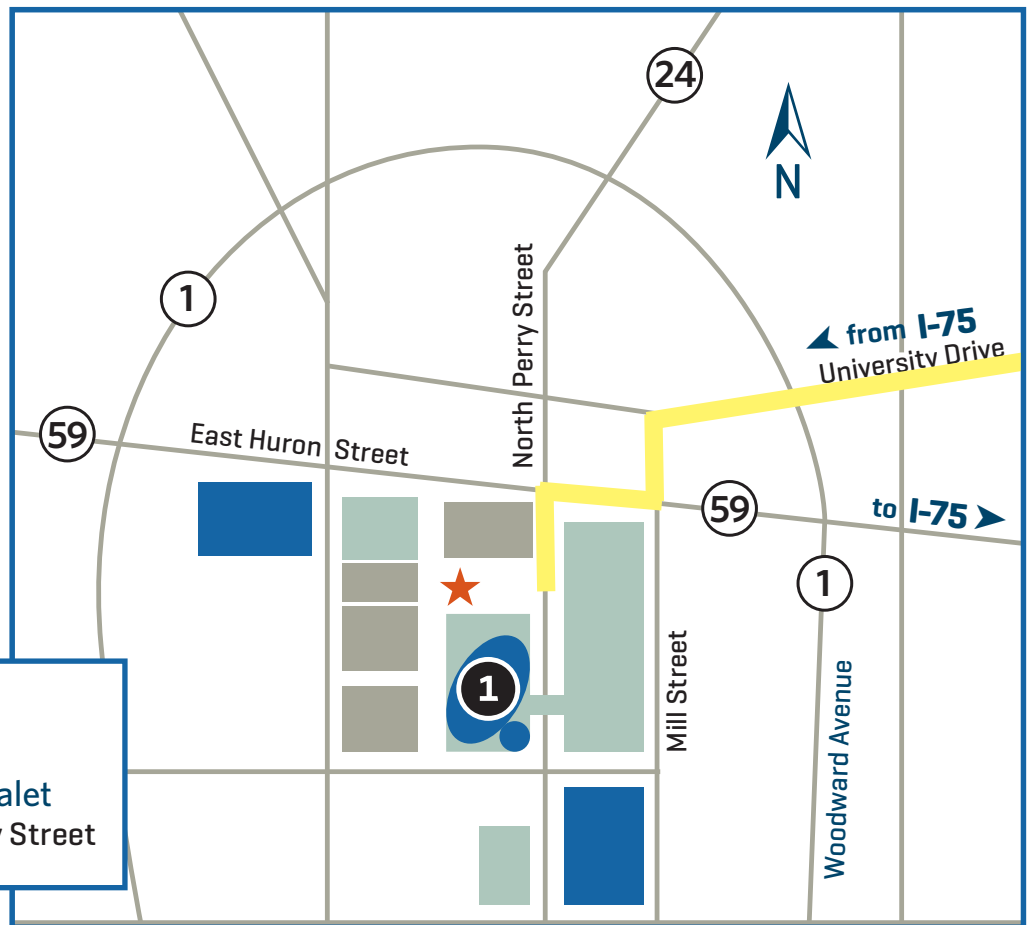 24
N
1
North Perry Street
from I-75
University Drive
59
East Huron Street
59
to I-75
1
1
Mill Street
Woodward Avenue
Street